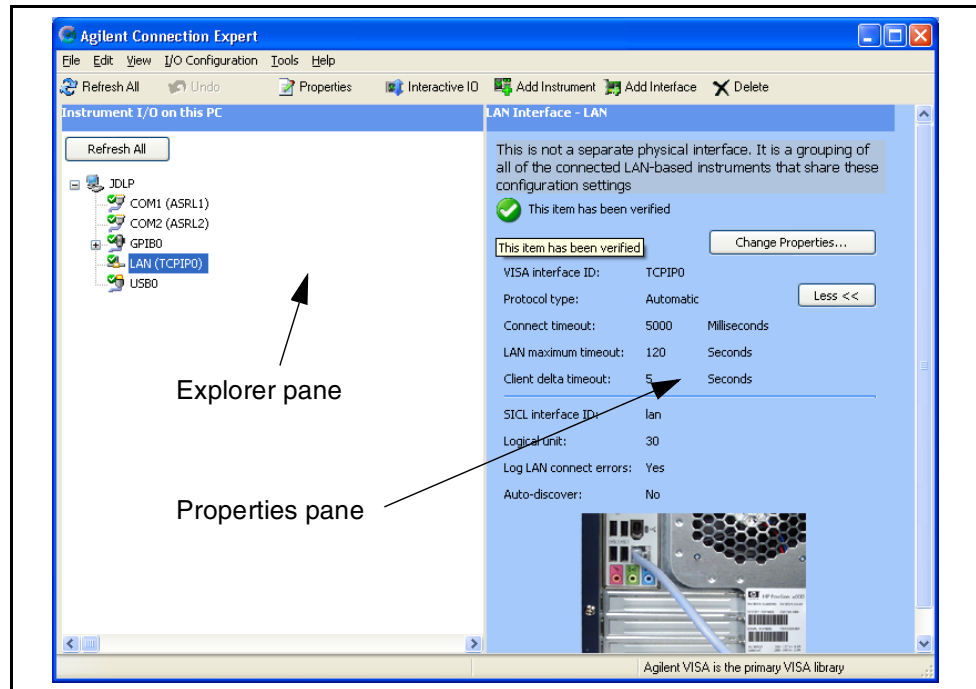 Agilent Connection Expert
File Edit View I/O Configuration Tools Help
Refresh All Undo Properties Interactive IO Add Instrument Add Interface Delete
Instrument I/O on this PC
Refresh All
JDLP
COM1 (ASRL1)
COM2 (ASRL2)
GPIB0
LAN (TCPIP0)
USB0
Explorer pane
Properties pane
LAN Interface - LAN
This is not a separate physical interface. It is a grouping of
all of the connected LAN-based instruments that share these
configuration settings
This item has been verified
This item has been verified
Change Properties...
VISA interface ID: TCPIP0
Protocol type: Automatic
Less <<
Connect timeout: 5000 Milliseconds
LAN maximum timeout: 120 Seconds
Client delta timeout: 5 Seconds
SICL interface ID: lan
Logical unit: 30
Log LAN connect errors: Yes
Auto-discover: No
Agilent VISA is the primary VISA library